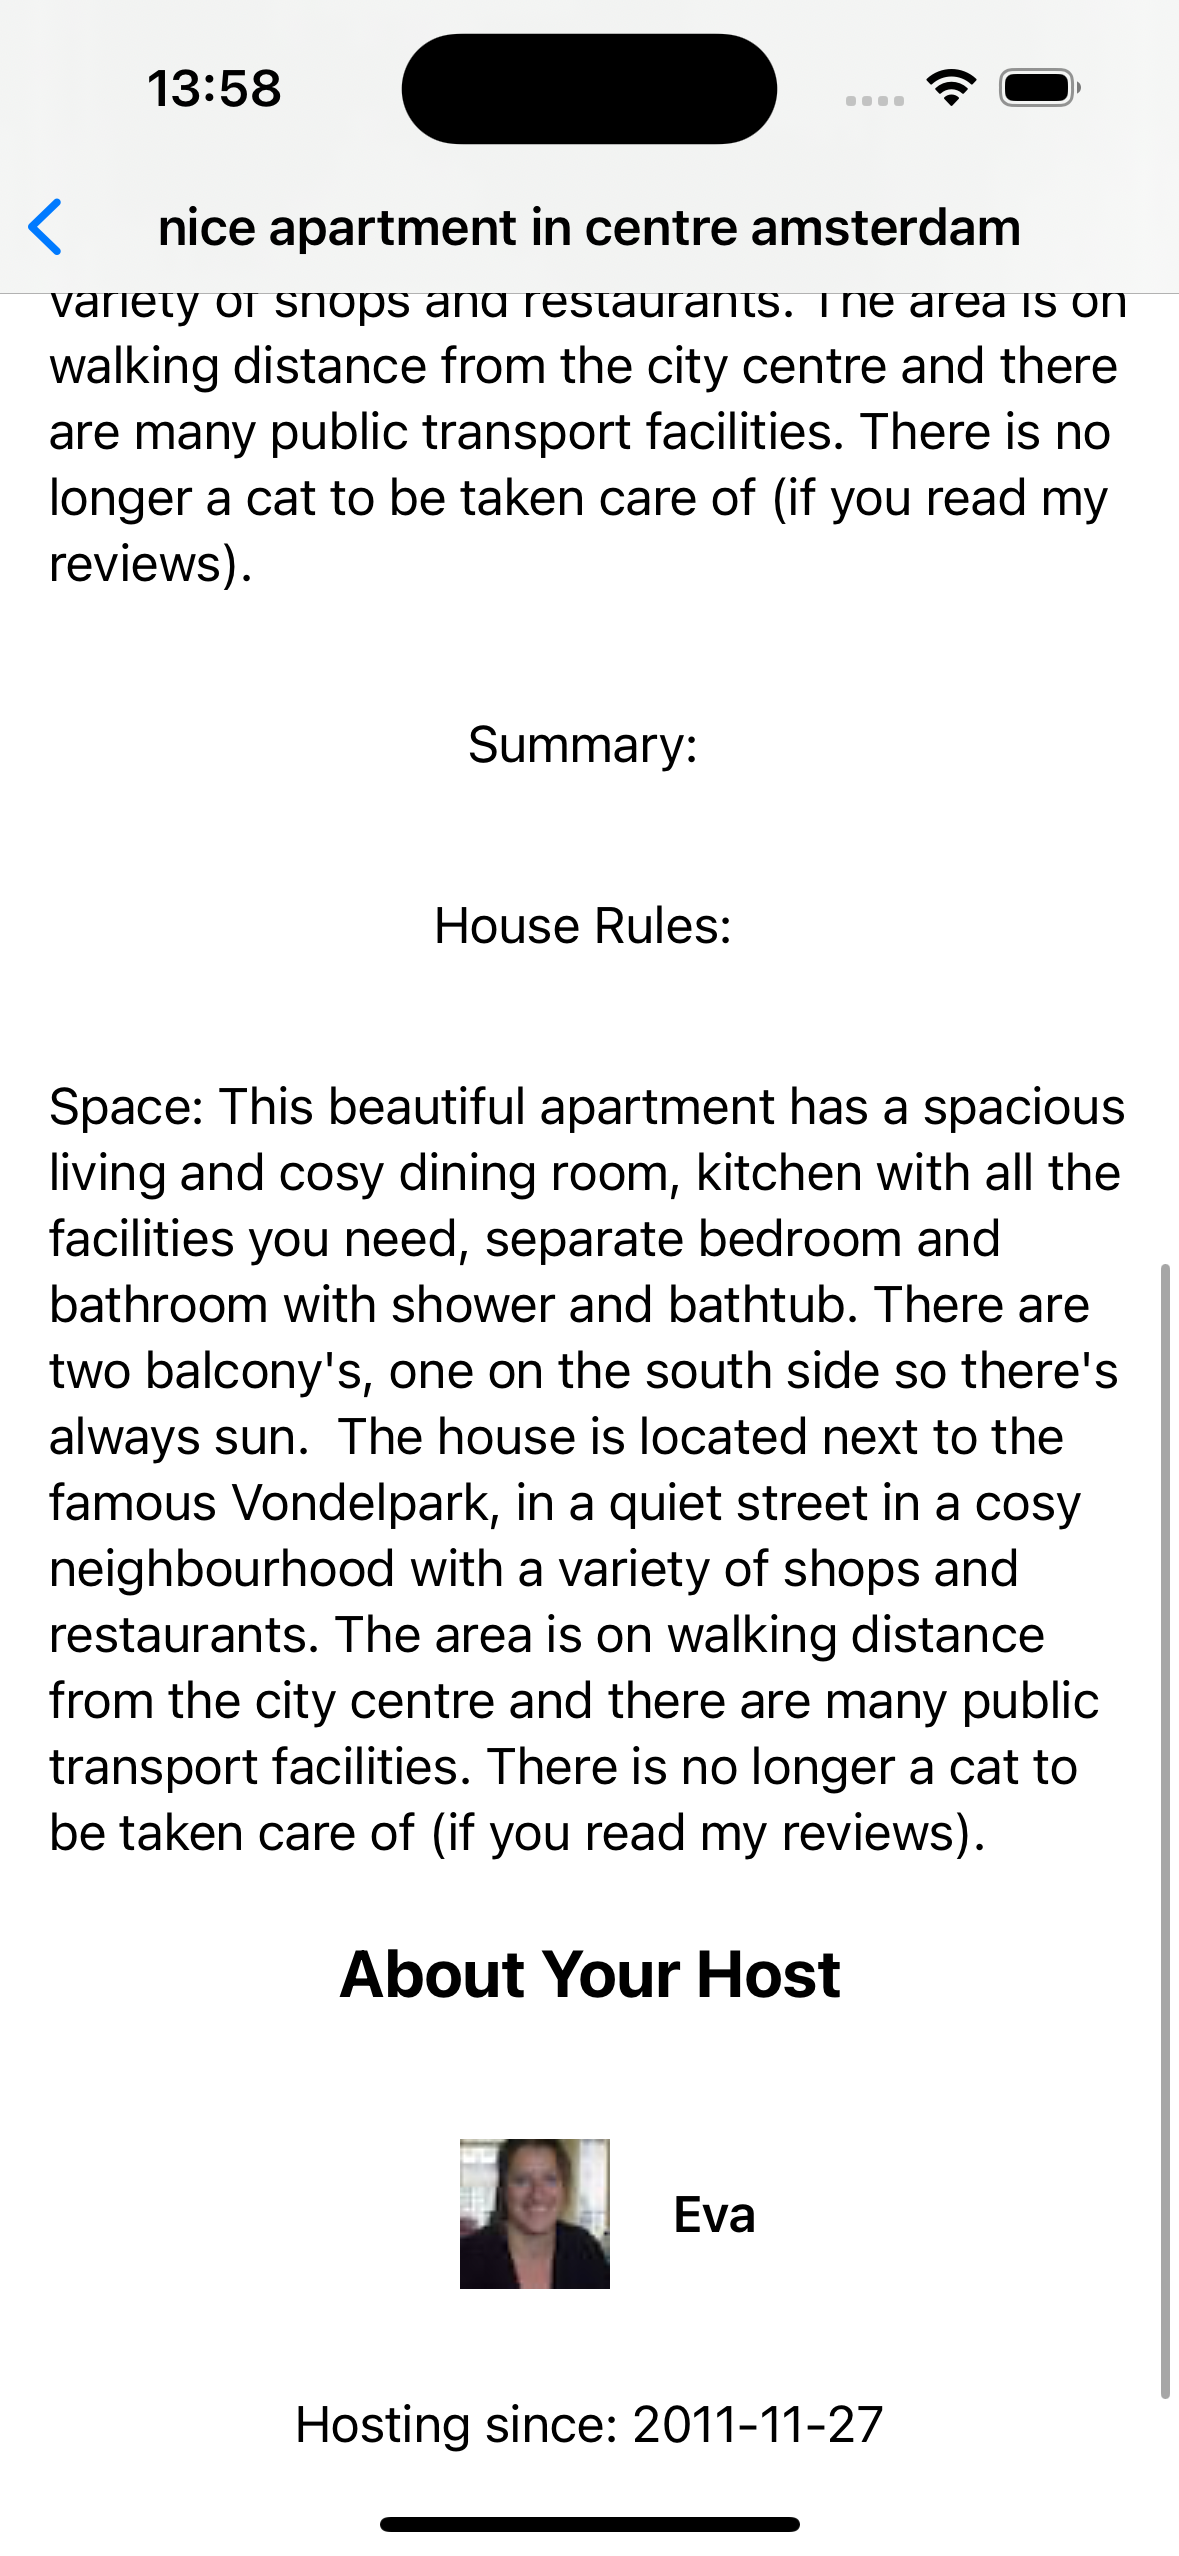 13:58
nice apartment in centre amsterdam
variety of shops and restaurants. The area is on
walking distance from the city centre and there
are many public transport facilities. There is no
longer a cat to be taken care of (if you read my
reviews).
Summary:
House Rules:
Space: This beautiful apartment has a spacious
living and cosy dining room, kitchen with all the
facilities you need, separate bedroom and
bathroom with shower and bathtub. There are
two balcony's, one on the south side so there's
always sun.  The house is located next to the
famous Vondelpark, in a quiet street in a cosy
neighbourhood with a variety of shops and
restaurants. The area is on walking distance
from the city centre and there are many public
transport facilities. There is no longer a cat to
be taken care of (if you read my reviews).
About Your Host
Eva
Hosting since: 2011-11-27